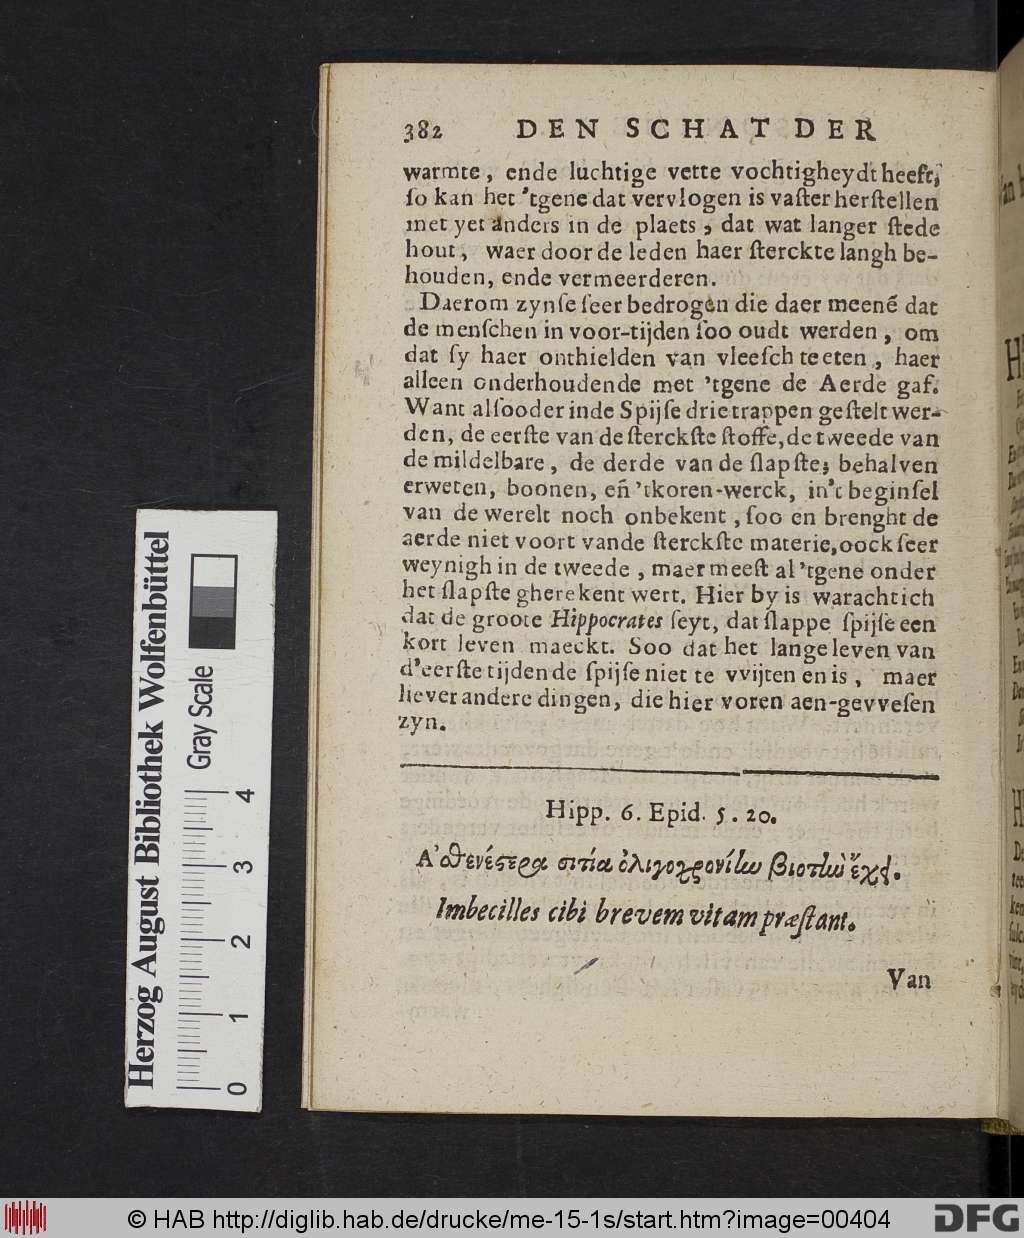 382 DEN SCHAT DER
warmte, ende luchtige vette vochtigheydt heeft,
ſo kan het 'tgene dat vervlogen is vaſter herſtellen
met yet anders in de plaets, dat wat langer ſtede
hout, waer door de leden haer ſterckte langh be-
houden, ende vermeerderen.
Daerom zynſe ſeer bedrogen die daer meenē dat
de menſchen in voor-tijden ſoo oudt werden, om
dat ſy haer onthielden van vleeſch te eten, haer
alleen onderhoudende met 'tgene de Aerde gaf.
Want alſoo der inde Spijſe drie trappen geſtelt wer-
den, de eerſte van de ſterckſte ſtoffe, de tweede van
de mildelbare, de derde van de ſlapſte; behalven
erweten, boonen, eñ 'tkoren-werck, in't beginſel
van de werelt noch onbekent, ſoo en brenght de
aerde niet voort vande ſterckſte materie, oock ſeer
weynigh in de tweede, maer meeſt al 'tgene onder
het ſlapſte gherekent wert. Hier by is warachtich
dat de groote Hippocrates ſeyt, dat ſlappe ſpijſe een
kort leven maeckt. Soo dat het lange leven van
d'eerſte tijden de ſpijſe niet te vvijten en is, maer
liever andere dingen, die hier voren aen-gevveſen
zyn.
Hipp. 6. Epid. 5. 20.
Ἀσθενέστερα σιτία ὀλιγοχρονίην βιοτὴν ἔχει.
Imbecilles cibi brevem vitam præſtant.
Van
Herzog August Bibliothek Wolfenbüttel
Gray Scale
0 1 2 3 4
© HAB http://diglib.hab.de/drucke/me-15-1s/start.htm?image=00404
DFG